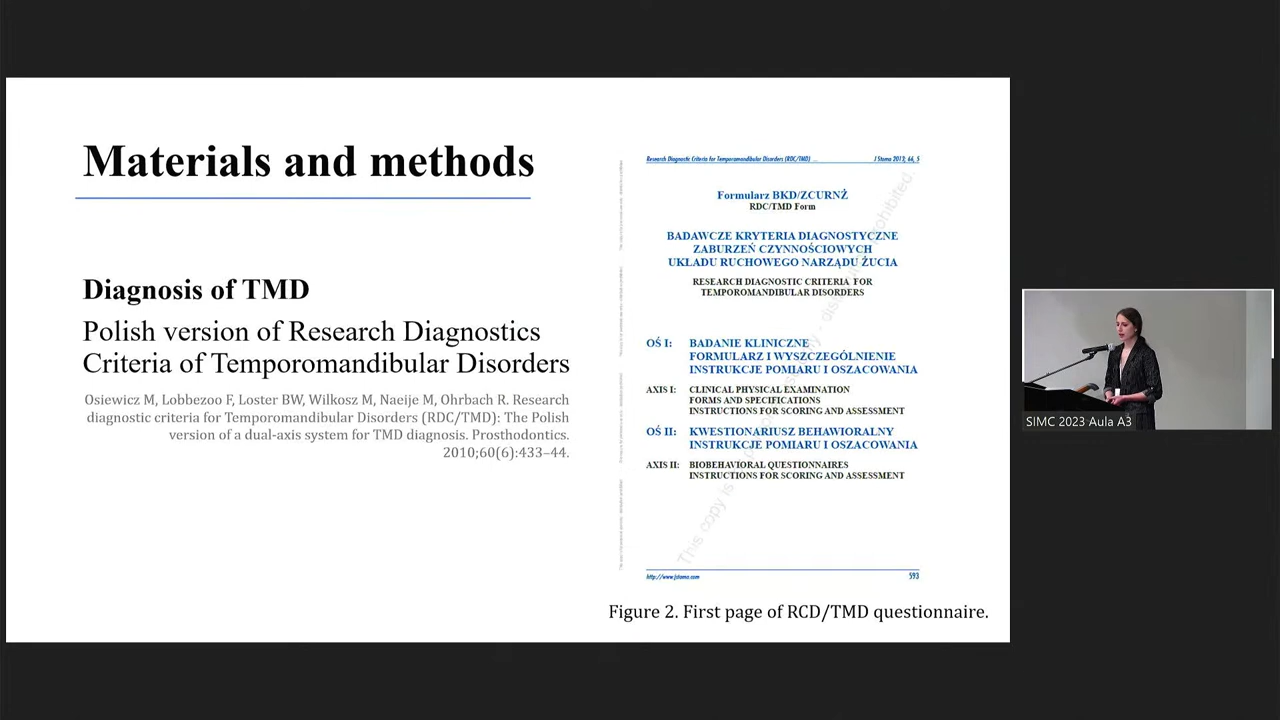 Materials and methods
Diagnosis of TMD
Polish version of Research Diagnostics
Criteria of Temporomandibular Disorders
Osiewicz M, Lobbezoo F, Loster BW, Wilkosz M, Naeije M, Ohrbach R. Research
diagnostic criteria for Temporomandibular Disorders (RDC/TMD): The Polish
version of a dual-axis system for TMD diagnosis. Prosthodontics.
2010;60(6):433–44.
Research Diagnostic Criteria for Temporomandibular Disorders (RDC/TMD) ... J Stoma 2013; 66, 5
Formularz BKD/ZCURNŻ
RDC/TMD Form
BADAWCZE KRYTERIA DIAGNOSTYCZNE
ZABURZEŃ CZYNNOŚCIOWYCH
UKŁADU RUCHOWEGO NARZĄDU ŻUCIA
RESEARCH DIAGNOSTIC CRITERIA FOR
TEMPOROMANDIBULAR DISORDERS
OŚ I: BADANIE KLINICZNE
FORMULARZ I WYSZCZEGÓLNIENIE
INSTRUKCJE POMIARU I OSZACOWANIA
AXIS I: CLINICAL PHYSICAL EXAMINATION
FORMS AND SPECIFICATIONS
INSTRUCTIONS FOR SCORING AND ASSESSMENT
OŚ II: KWESTIONARIUSZ BEHAWIORALNY
INSTRUKCJE POMIARU I OSZACOWANIA
AXIS II: BIOBEHAVIORAL QUESTIONNAIRES
INSTRUCTIONS FOR SCORING AND ASSESSMENT
This copy is
prohibited.
http://www.jstoma.com 593
Figure 2. First page of RCD/TMD questionnaire.
SIMC 2023 Aula A3